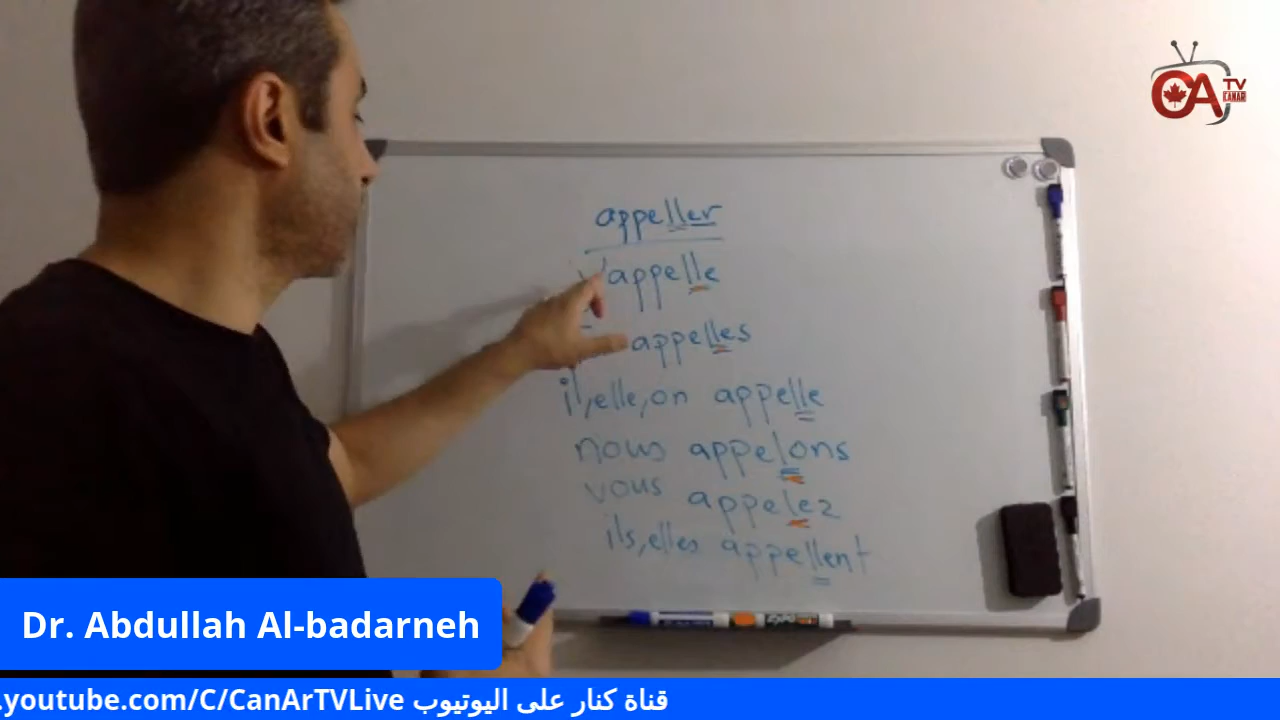 CA TV
CANAR
appeller
j'appelle
appelles
il,elle,on appelle
nous appelons
vous appelez
ils,elles appellent
Dr. Abdullah Al-badarneh
.youtube.com/C/CanArTVLive قناة كنار على اليوتيوب